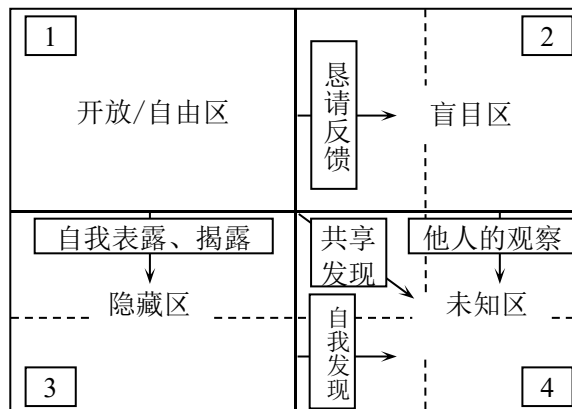 1
2
开放/自由区
恳请反馈
盲目区
自我表露、揭露
共享
发现
他人的观察
隐藏区
未知区
自我发现
3
4